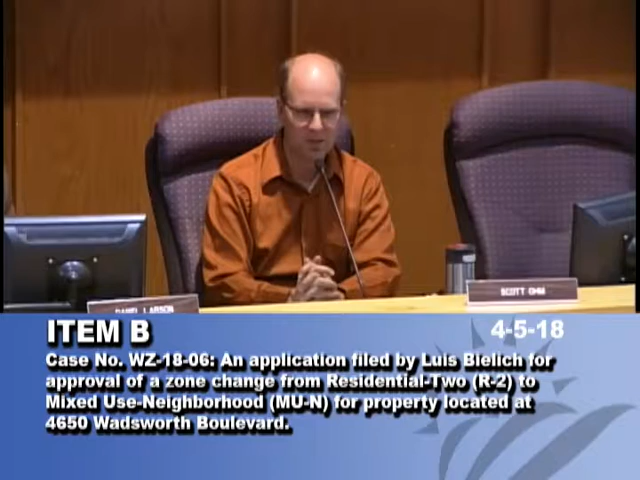 DANIEL LARSON
SCOTT OHM
ITEM B
4-5-18
Case No. WZ-18-06: An application filed by Luis Bielich for
approval of a zone change from Residential-Two (R-2) to
Mixed Use-Neighborhood (MU-N) for property located at
4650 Wadsworth Boulevard.